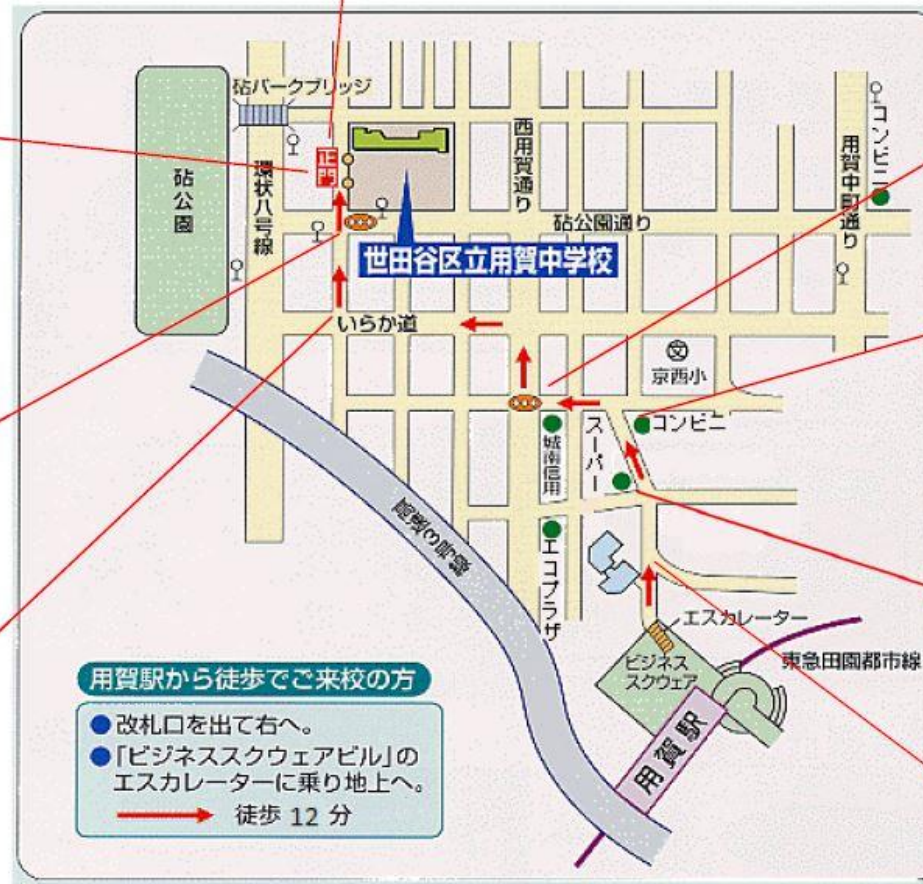 砧パークブリッジ
砧公園
環状八号線
正門
西用賀通り
用賀中町通り
コンビニ
砧公園通り
世田谷区立用賀中学校
いらか道
文
京西小
コンビニ
スーパー
城南信用
高速3号線
エコプラザ
エスカレーター
ビジネス
スクウェア
東急田園都市線
用賀駅
用賀駅から徒歩でご来校の方
●改札口を出て右へ。
●「ビジネススクウェアビル」の
エスカレーターに乗り地上へ。
徒歩 12 分